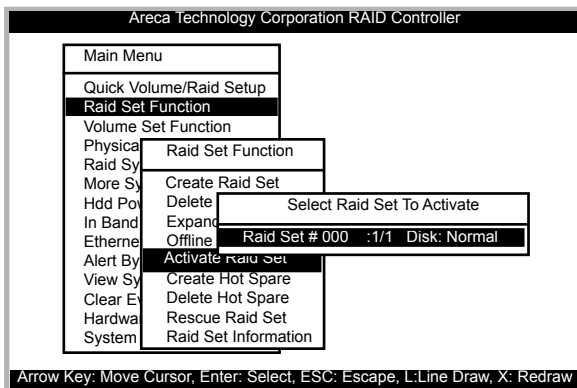 Areca Technology Corporation RAID Controller
Main Menu
Quick Volume/Raid Setup
Raid Set Function
Volume Set Function
Physica
Raid Sy
More Sy
Hdd Pov
In Band
Etherne
Alert By
View Sy
Clear Ev
Hardwa
System
Raid Set Function
Create Raid Set
Delete
Expand
Offline
Activate Raid Set
Create Hot Spare
Delete Hot Spare
Rescue Raid Set
Raid Set Information
Select Raid Set To Activate
Raid Set # 000 :1/1 Disk: Normal
Arrow Key: Move Cursor, Enter: Select, ESC: Escape, L:Line Draw, X: Redraw